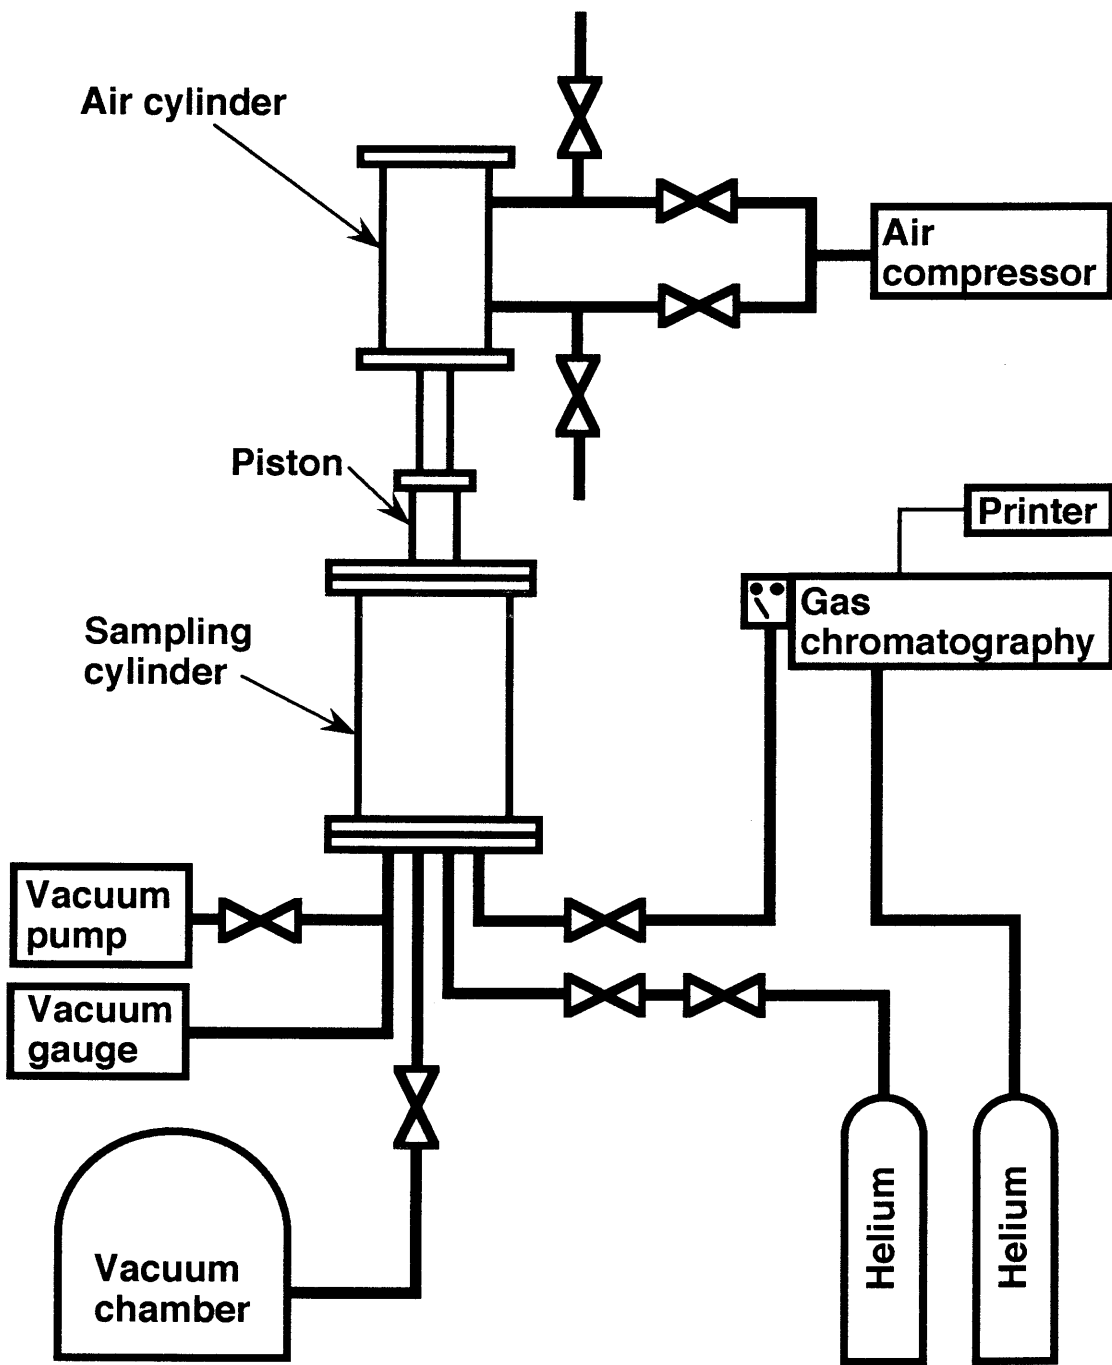 Air cylinder
Air
compressor
Piston
Printer
Gas
chromatography
Sampling
cylinder
Vacuum
pump
Vacuum
gauge
Vacuum
chamber
Helium
Helium